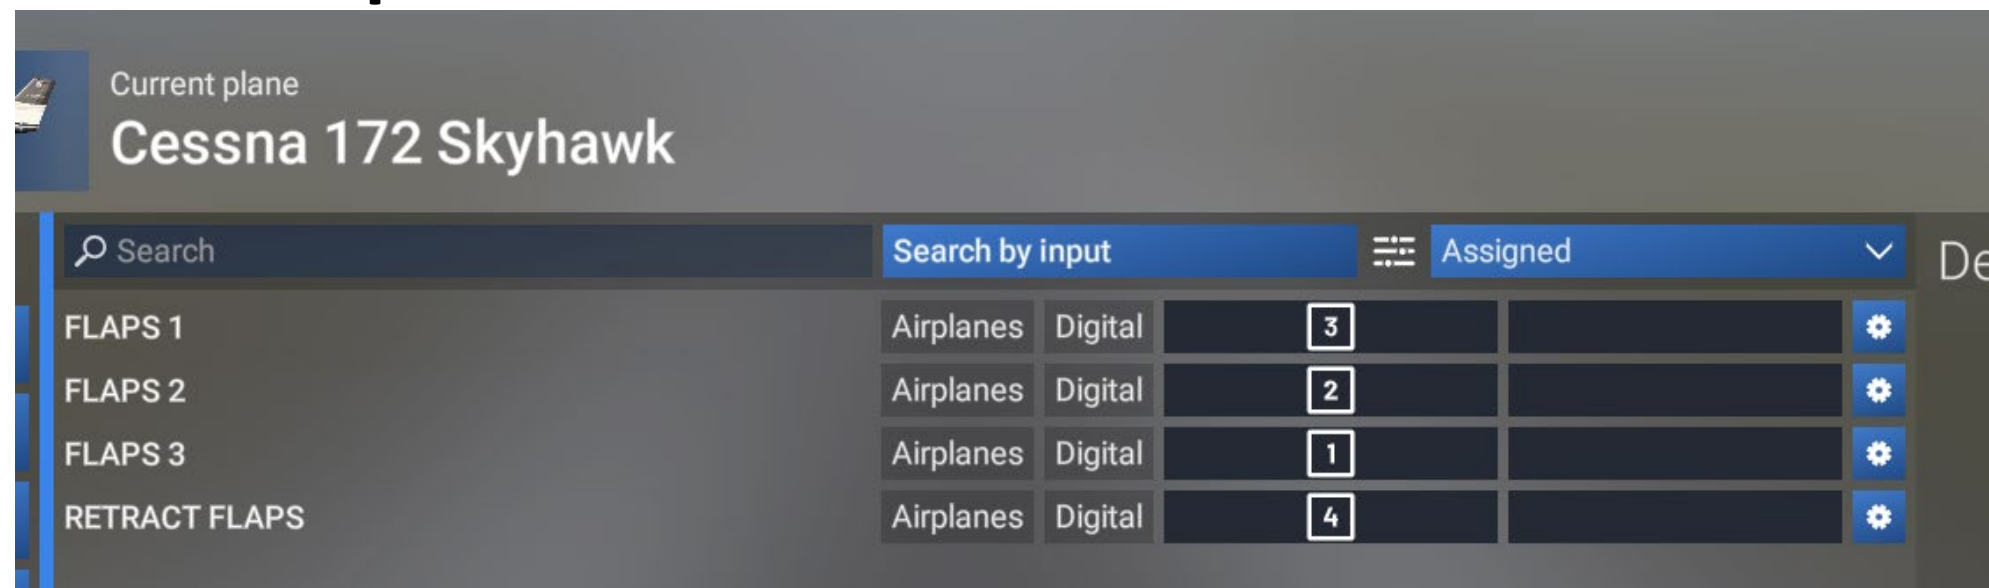 Current plane
Cessna 172 Skyhawk
Search Search by input Assigned
FLAPS 1 Airplanes Digital 3
FLAPS 2 Airplanes Digital 2
FLAPS 3 Airplanes Digital 1
RETRACT FLAPS Airplanes Digital 4